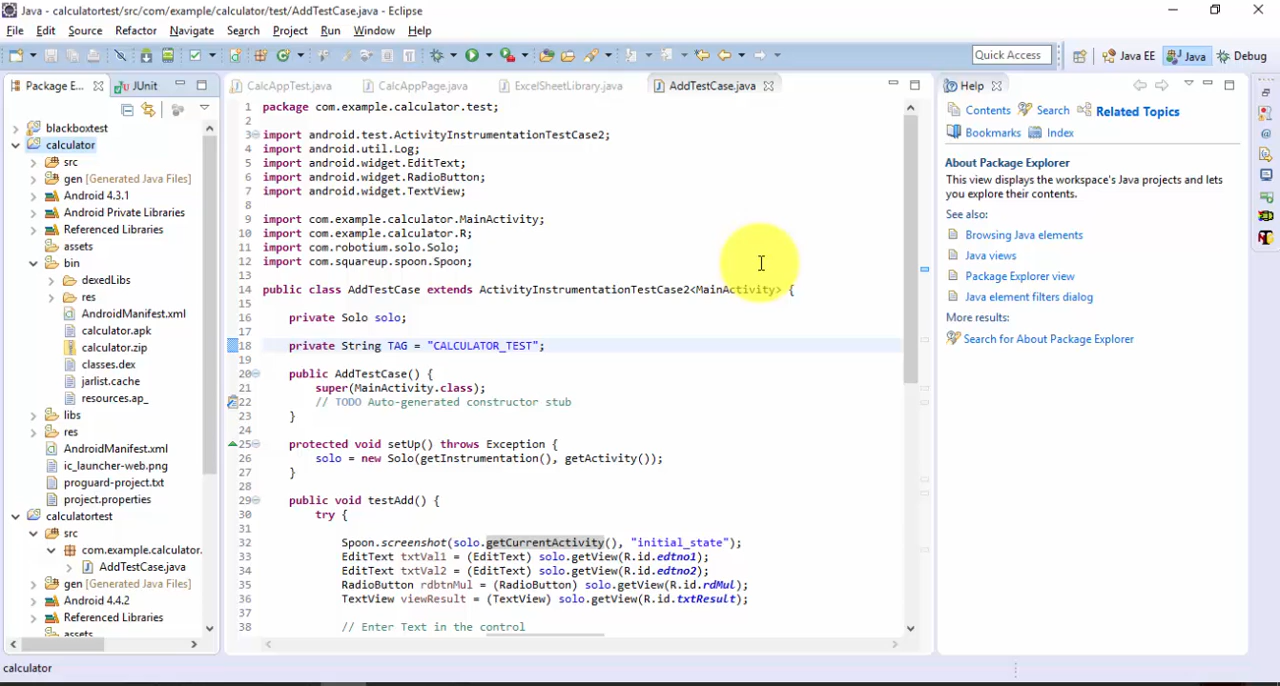 Java - calculatortest/src/com/example/calculator/test/AddTestCase.java - Eclipse
File Edit Source Refactor Navigate Search Project Run Window Help
Quick Access Java EE Java Debug
Package E... JUnit
blackboxtest
calculator
src
gen [Generated Java Files]
Android 4.3.1
Android Private Libraries
Referenced Libraries
assets
bin
dexedLibs
res
AndroidManifest.xml
calculator.apk
calculator.zip
classes.dex
jarlist.cache
resources.ap_
libs
res
AndroidManifest.xml
ic_launcher-web.png
proguard-project.txt
project.properties
calculatortest
src
com.example.calculator.
AddTestCase.java
gen [Generated Java Files]
Android 4.4.2
Referenced Libraries
assets
CalcAppTest.java CalcAppPage.java ExcelSheetLibrary.java AddTestCase.java
1 package com.example.calculator.test;
2
3 import android.test.ActivityInstrumentationTestCase2;
4 import android.util.Log;
5 import android.widget.EditText;
6 import android.widget.RadioButton;
7 import android.widget.TextView;
8
9 import com.example.calculator.MainActivity;
10 import com.example.calculator.R;
11 import com.robotium.solo.Solo;
12 import com.squareup.spoon.Spoon;
13
14 public class AddTestCase extends ActivityInstrumentationTestCase2<MainActivity> {
15
16 private Solo solo;
17
18 private String TAG = "CALCULATOR_TEST";
19
20 public AddTestCase() {
21 super(MainActivity.class);
22 // TODO Auto-generated constructor stub
23 }
24
25 protected void setUp() throws Exception {
26 solo = new Solo(getInstrumentation(), getActivity());
27 }
28
29 public void testAdd() {
30 try {
31
32 Spoon.screenshot(solo.getCurrentActivity(), "initial_state");
33 EditText txtVal1 = (EditText) solo.getView(R.id.edtno1);
34 EditText txtVal2 = (EditText) solo.getView(R.id.edtno2);
35 RadioButton rdbtnMul = (RadioButton) solo.getView(R.id.rdMul);
36 TextView viewResult = (TextView) solo.getView(R.id.txtResult);
37
38 // Enter Text in the control
Help
Contents Search Related Topics
Bookmarks Index
About Package Explorer
This view displays the workspace's Java projects and lets
you explore their contents.
See also:
Browsing Java elements
Java views
Package Explorer view
Java element filters dialog
More results:
Search for About Package Explorer
calculator